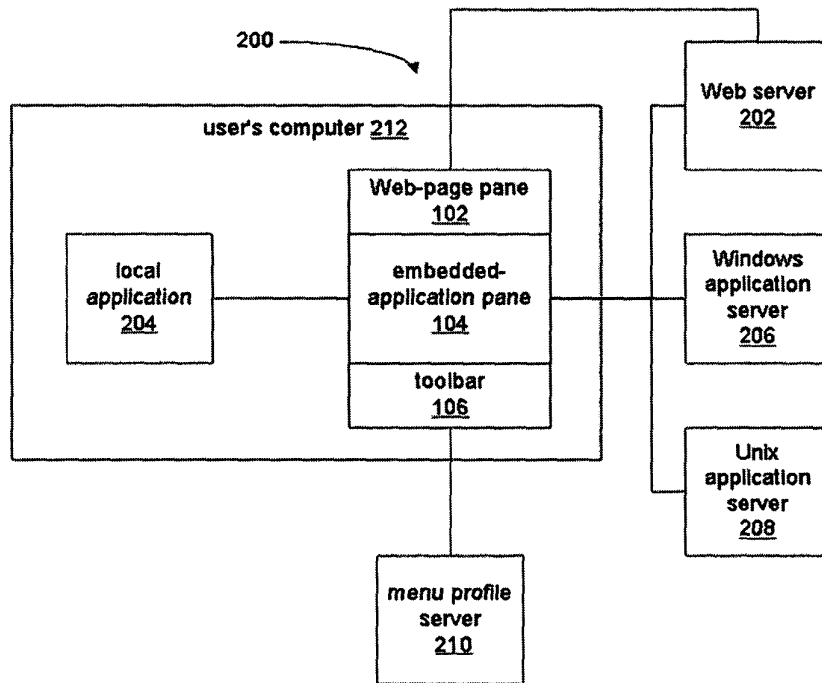 200
Web server
202
user's computer 212
Web-page pane
102
local
application
204
embedded-
application pane
104
Windows
application
server
206
toolbar
106
Unix
application
server
208
menu profile
server
210